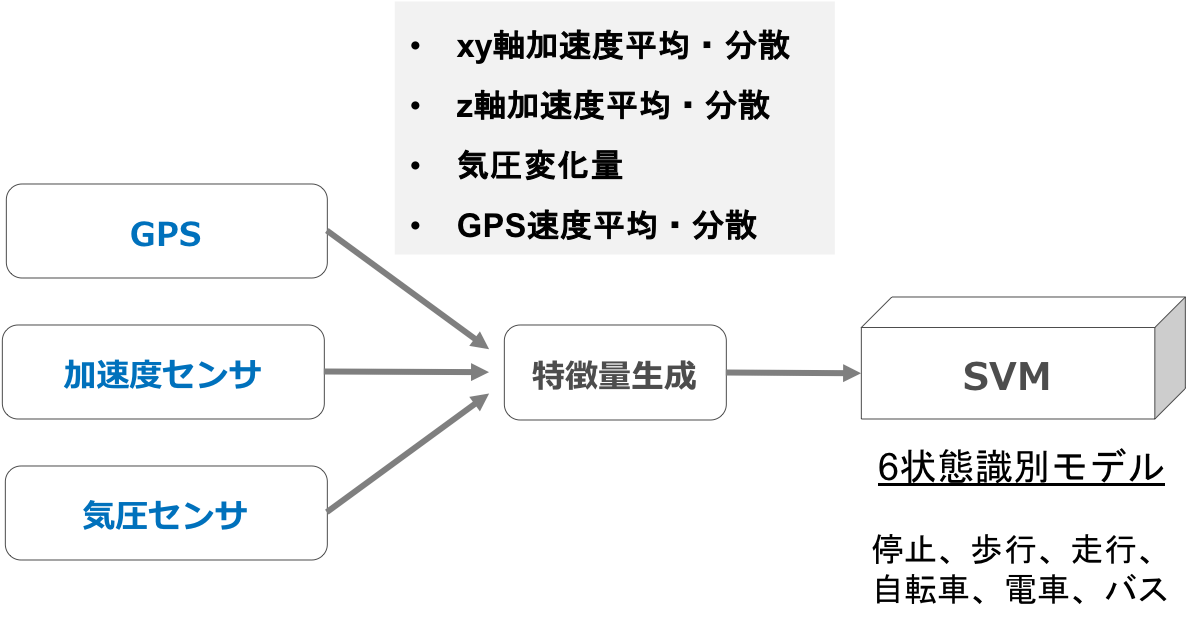 • xy軸加速度平均・分散
• z軸加速度平均・分散
• 気圧変化量
• GPS速度平均・分散
GPS
加速度センサ
気圧センサ
特徴量生成
SVM
6状態識別モデル
停止、歩行、走行、
自転車、電車、バス